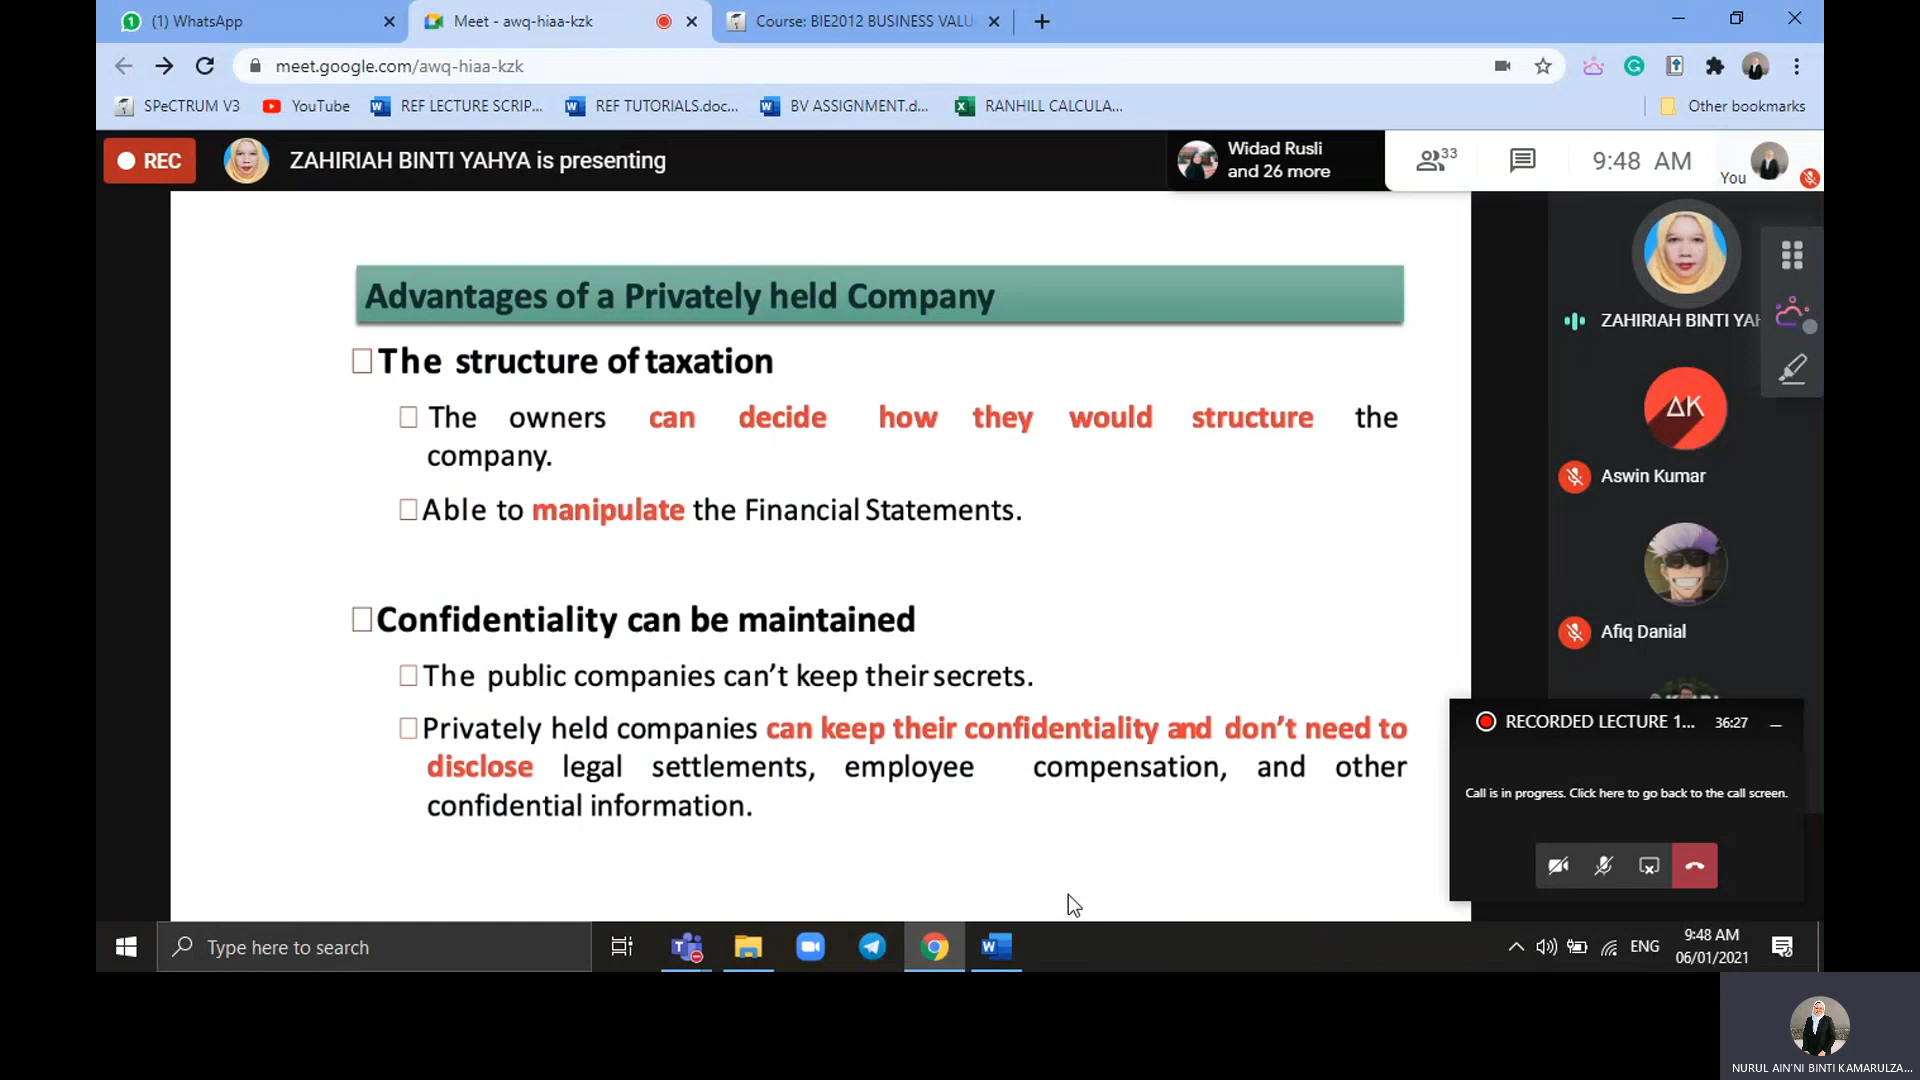 (1) WhatsApp
Meet - awq-hiaa-kzk
Course: BIE2012 BUSINESS VALU
meet.google.com/awq-hiaa-kzk
SPeCTRUM V3
YouTube
REF LECTURE SCRIP...
REF TUTORIALS.doc...
BV ASSIGNMENT.d...
RANHILL CALCULA...
Other bookmarks
REC
ZAHIRIAH BINTI YAHYA is presenting
Widad Rusli
and 26 more
33
9:48 AM
You
Advantages of a Privately held Company
The structure of taxation
The owners can decide how they would structure the
company.
Able to manipulate the Financial Statements.
Confidentiality can be maintained
The public companies can't keep their secrets.
Privately held companies can keep their confidentiality and don't need to
disclose legal settlements, employee compensation, and other
confidential information.
ZAHIRIAH BINTI YAH
ΔK
Aswin Kumar
Afiq Danial
RECORDED LECTURE 1... 36:27
Call is in progress. Click here to go back to the call screen.
Type here to search
ENG
9:48 AM
06/01/2021
NURUL AIN'NI BINTI KAMARULZA...